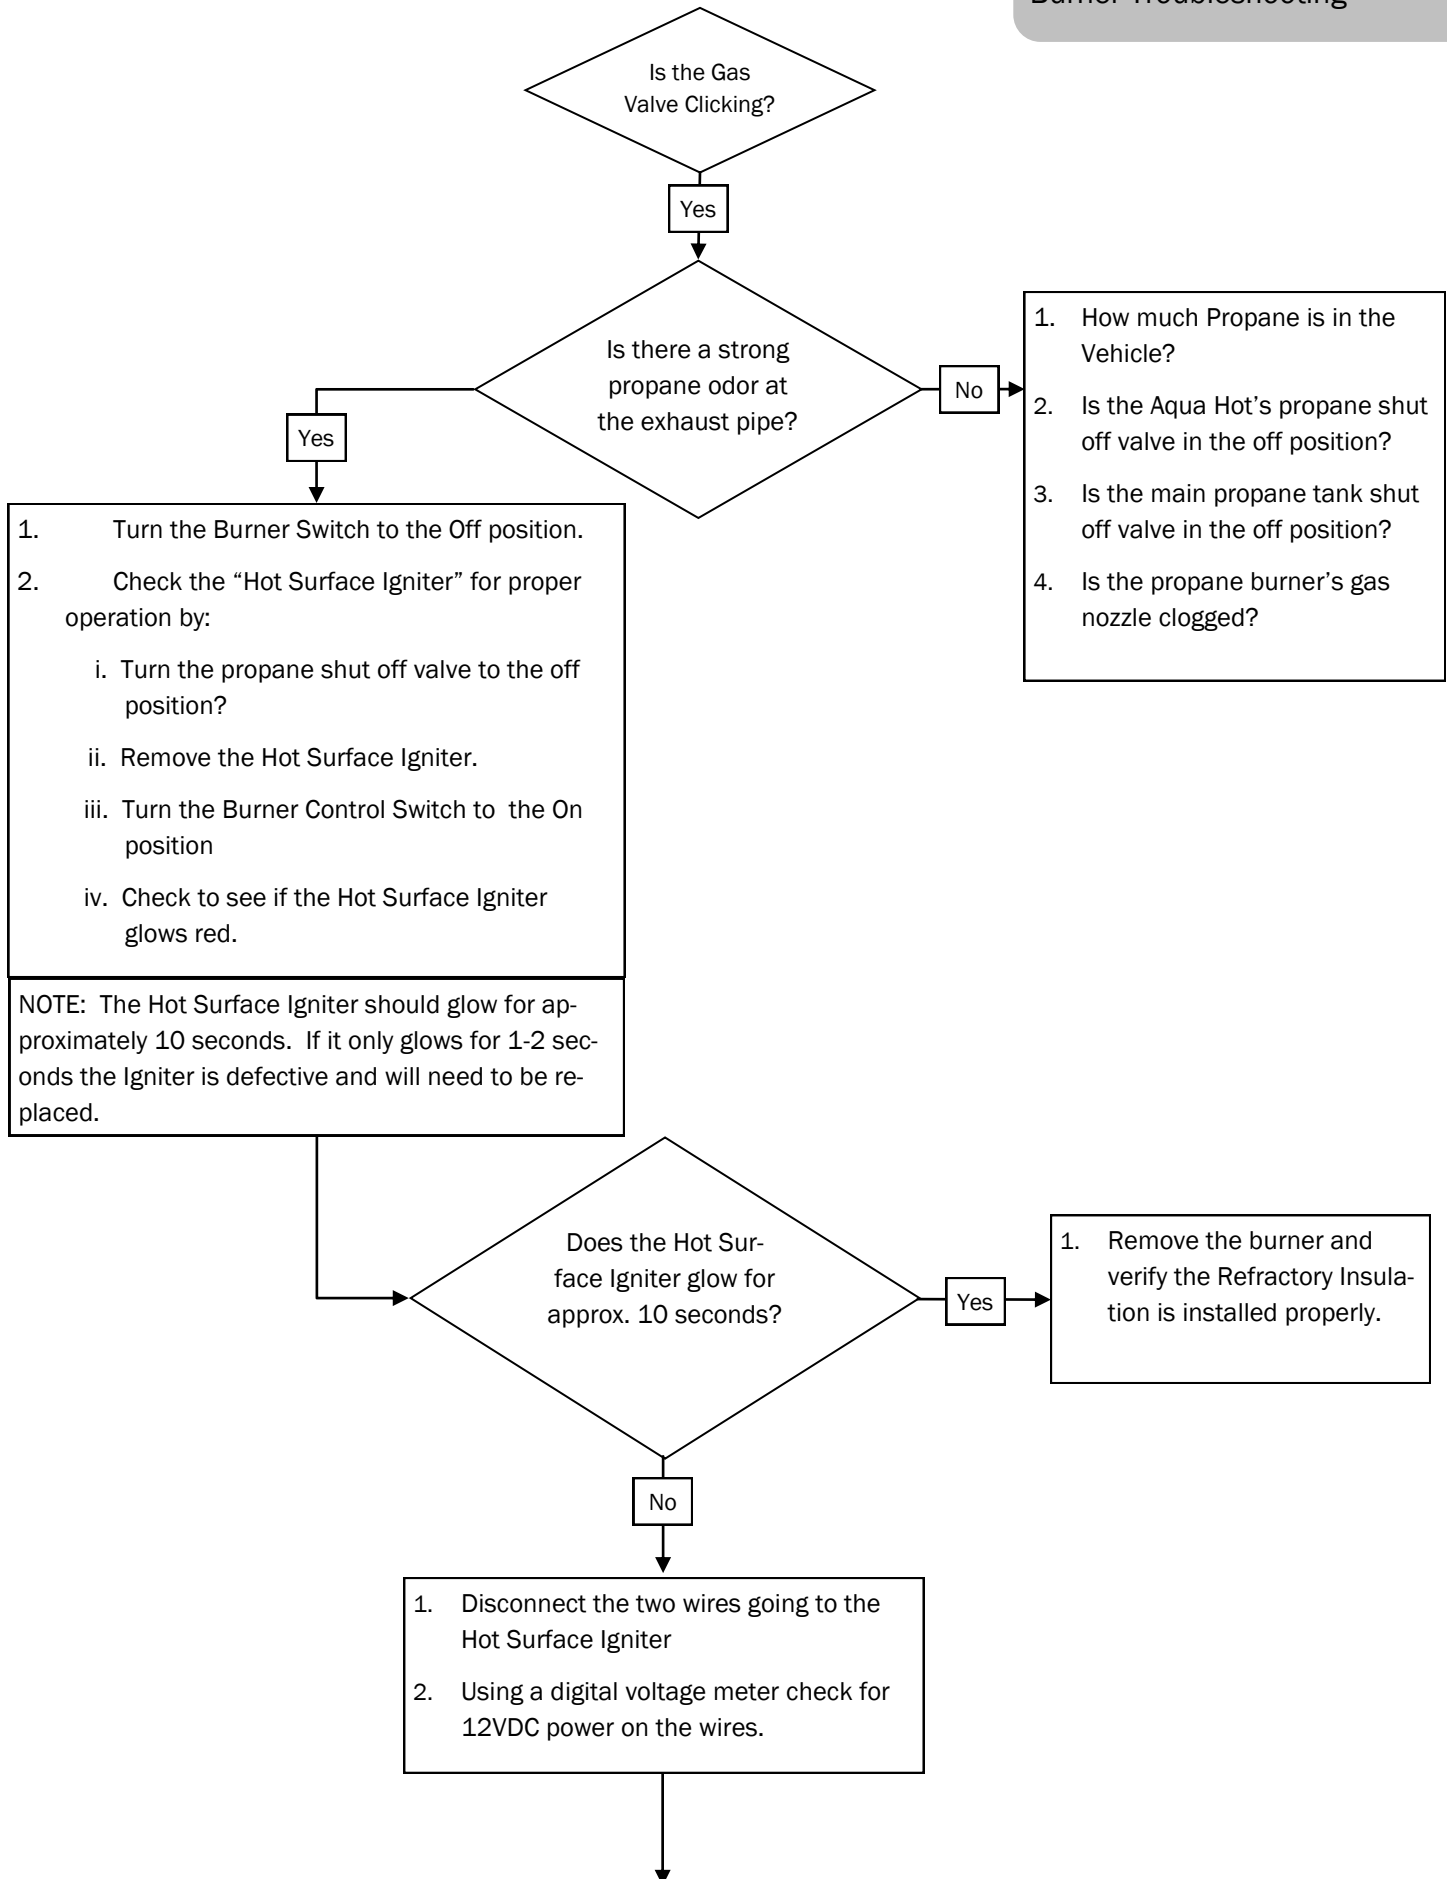 Burner Troubleshooting
Is the Gas
Valve Clicking?
Yes
Is there a strong
propane odor at
the exhaust pipe?
No
1. How much Propane is in the
Vehicle?
2. Is the Aqua Hot’s propane shut
off valve in the off position?
3. Is the main propane tank shut
off valve in the off position?
4. Is the propane burner’s gas
nozzle clogged?
Yes
1. Turn the Burner Switch to the Off position.
2. Check the “Hot Surface Igniter” for proper
operation by:
i. Turn the propane shut off valve to the off
position?
ii. Remove the Hot Surface Igniter.
iii. Turn the Burner Control Switch to the On
position
iv. Check to see if the Hot Surface Igniter
glows red.
NOTE: The Hot Surface Igniter should glow for ap-
proximately 10 seconds. If it only glows for 1-2 sec-
onds the Igniter is defective and will need to be re-
placed.
Does the Hot Sur-
face Igniter glow for
approx. 10 seconds?
Yes
1. Remove the burner and
verify the Refractory Insula-
tion is installed properly.
No
1. Disconnect the two wires going to the
Hot Surface Igniter
2. Using a digital voltage meter check for
12VDC power on the wires.